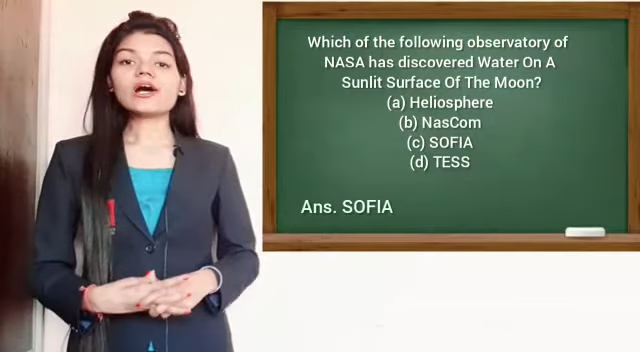 Which of the following observatory of
NASA has discovered Water On A
Sunlit Surface Of The Moon?
(a) Heliosphere
(b) NasCom
(c) SOFIA
(d) TESS
Ans. SOFIA